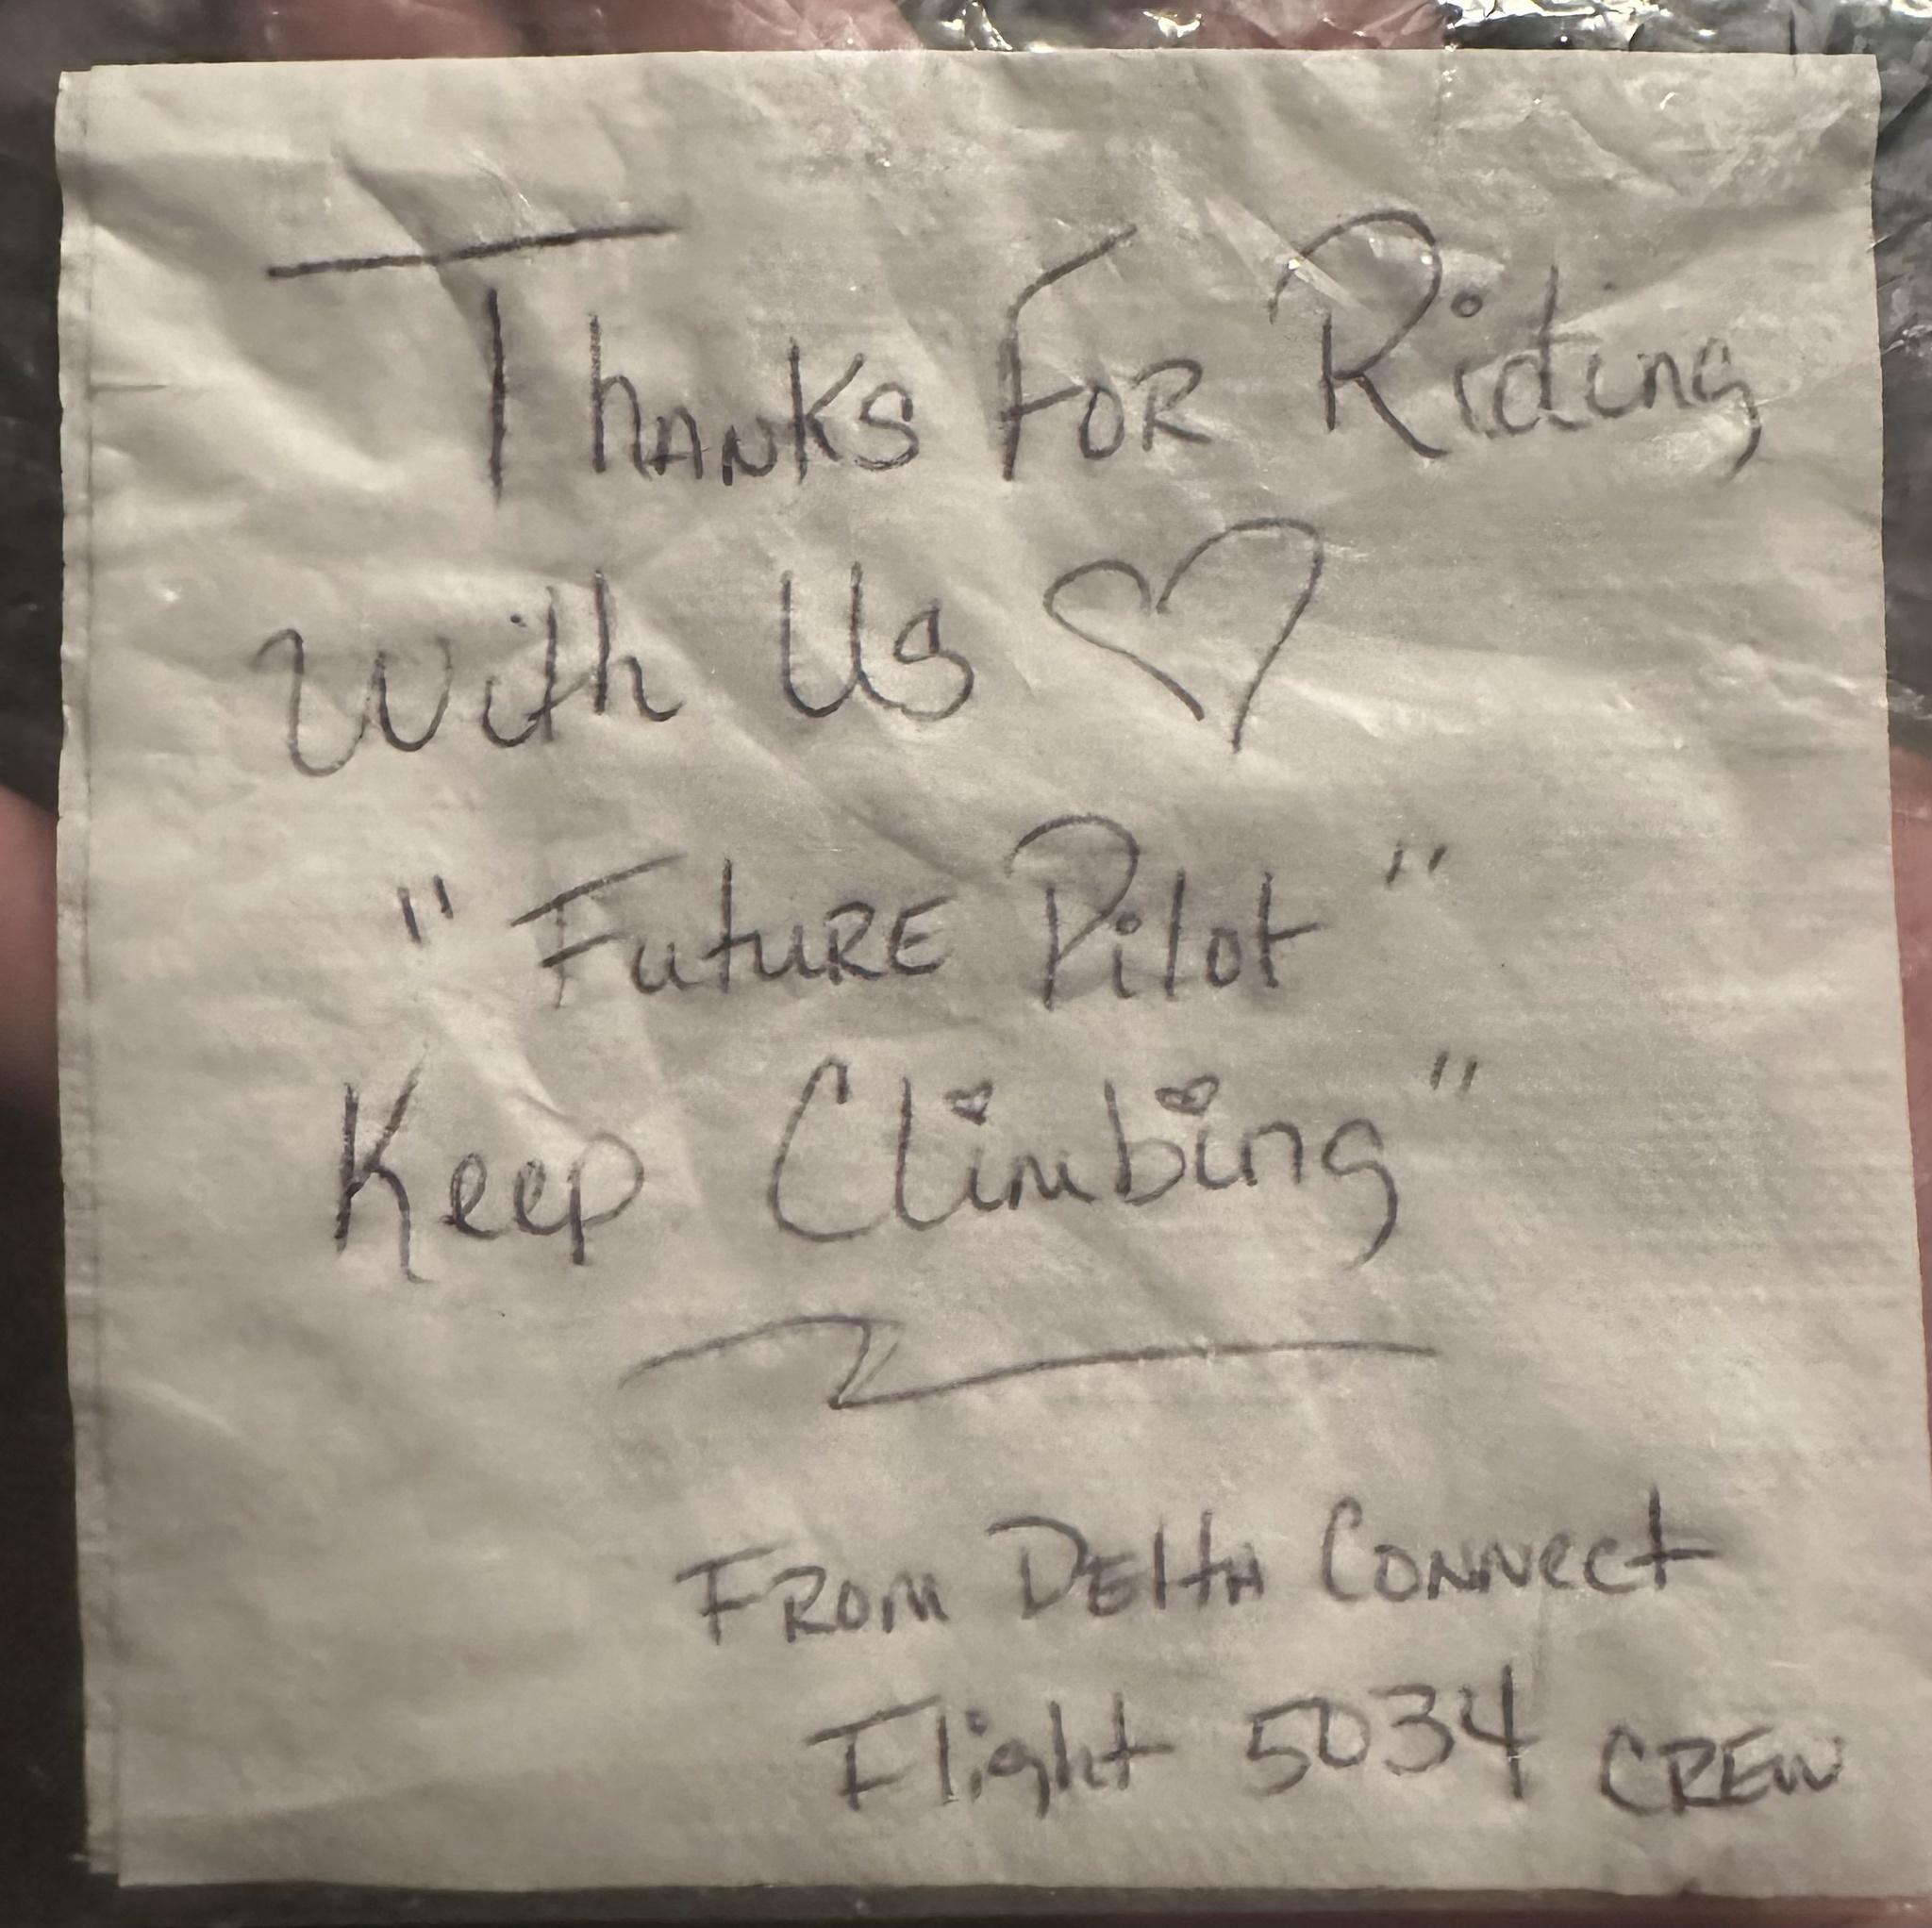 Thanks For Riding
With Us ♡
"Future Pilot"
Keep Climbing"
From Delta Connect
Flight 5034 Crew